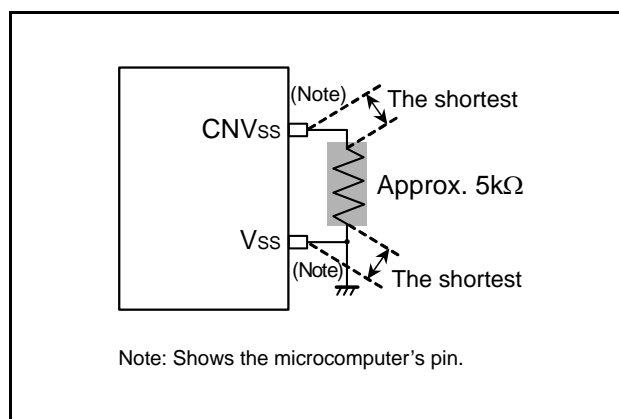 (Note)
The shortest
CNVss
Approx. 5kΩ
Vss
(Note)
The shortest
Note: Shows the microcomputer's pin.